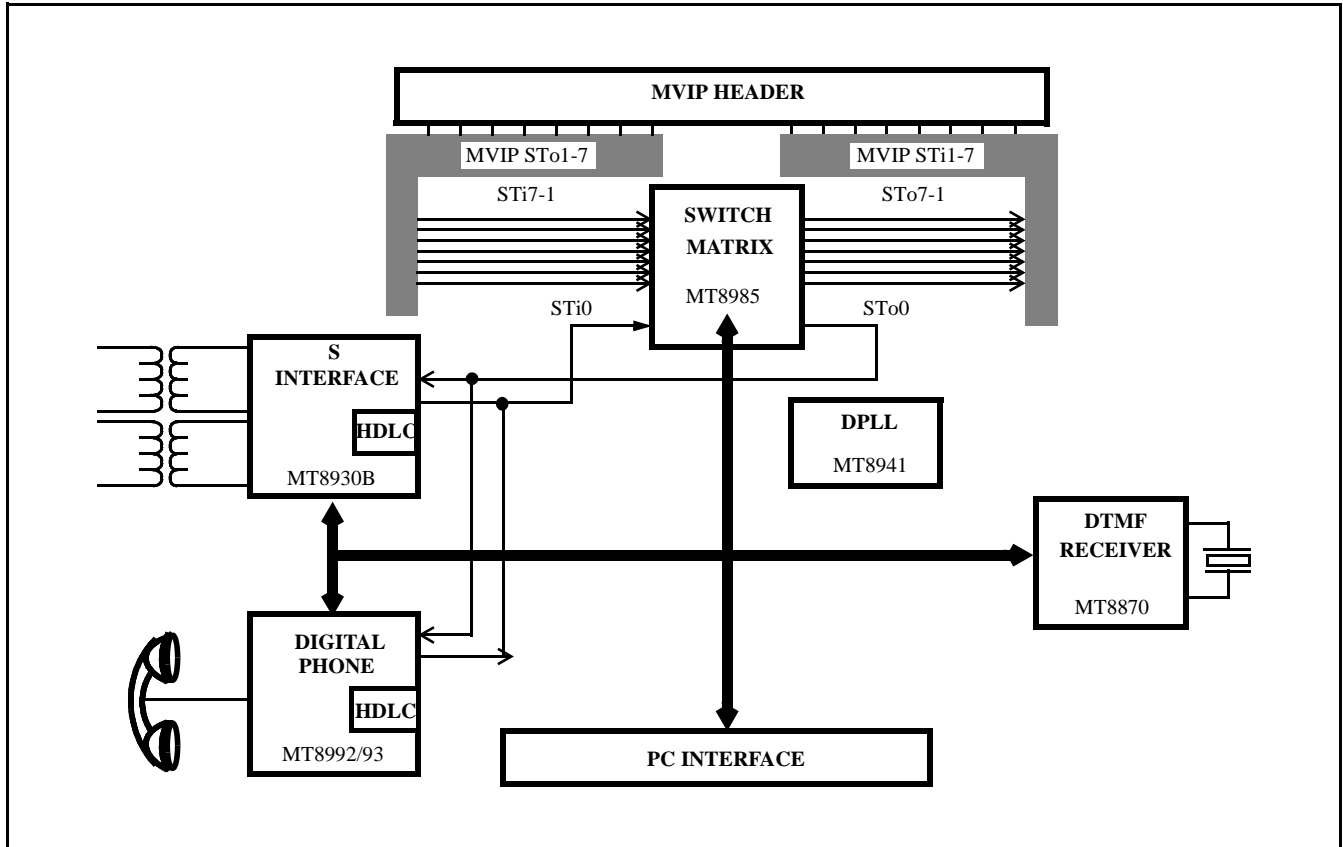 MVIP HEADER
MVIP STo1-7
MVIP STi1-7
STi7-1
STo7-1
SWITCH
MATRIX
MT8985
STi0
STo0
S
INTERFACE
HDLC
MT8930B
DPLL
MT8941
DTMF
RECEIVER
MT8870
DIGITAL
PHONE
HDLC
MT8992/93
PC INTERFACE